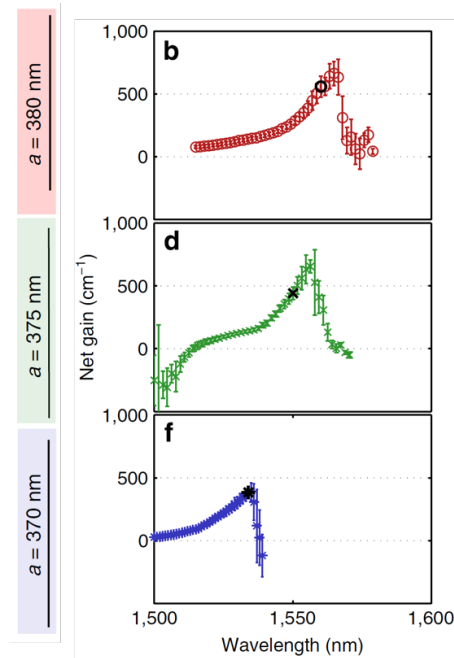 a = 380 nm
a = 375 nm
a = 370 nm
Net gain (cm⁻¹)
1,000
b
500
0
1,000
d
500
0
1,000
f
500
0
1,500
1,550
1,600
Wavelength (nm)